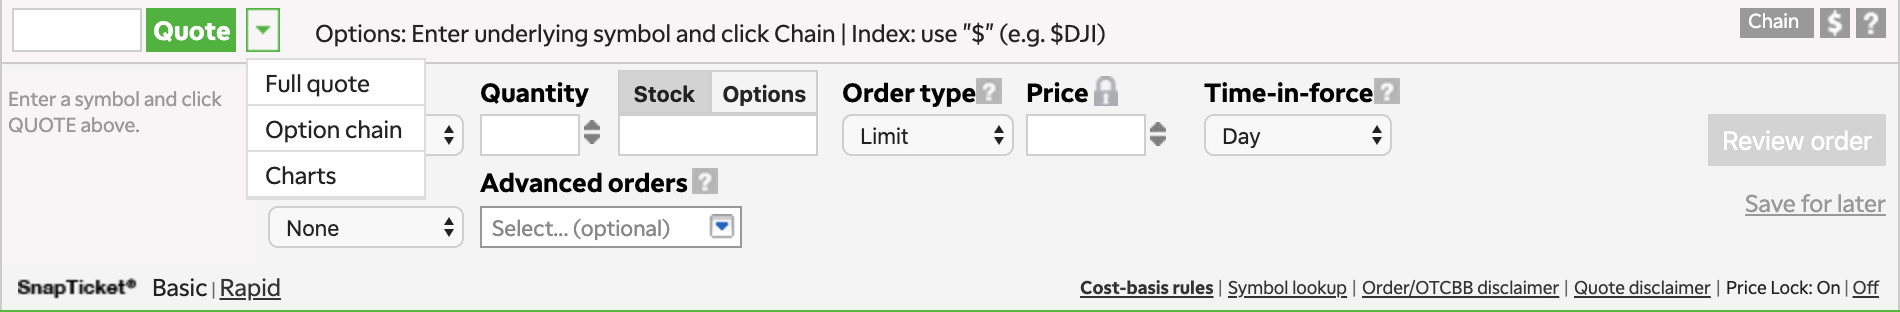 Quote
Options: Enter underlying symbol and click Chain | Index: use "$" (e.g. $DJI)
Chain $ ?
Enter a symbol and click
QUOTE above.
Full quote
Option chain
Charts
Quantity
Stock Options
Order type ?
Price
Time-in-force ?
Limit
Day
Review order
Advanced orders ?
Save for later
None
Select... (optional)
SnapTicket® Basic | Rapid
Cost-basis rules | Symbol lookup | Order/OTCBB disclaimer | Quote disclaimer | Price Lock: On | Off